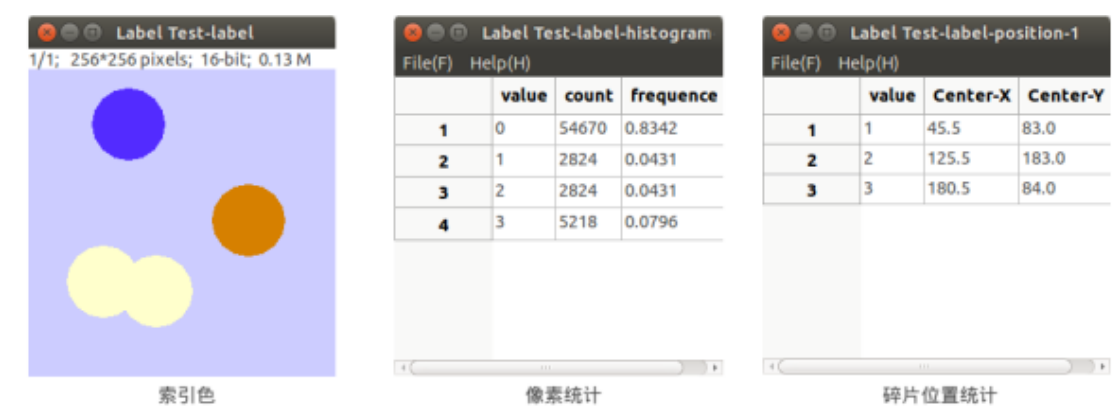 Label Test-label
1/1; 256*256 pixels; 16-bit; 0.13 M
索引色
Label Test-label-histogram
File(F) Help(H)
value count frequence
1 0 54670 0.8342
2 1 2824 0.0431
3 2 2824 0.0431
4 3 5218 0.0796
像素统计
Label Test-label-position-1
File(F) Help(H)
value Center-X Center-Y
1 1 45.5 83.0
2 2 125.5 183.0
3 3 180.5 84.0
碎片位置统计